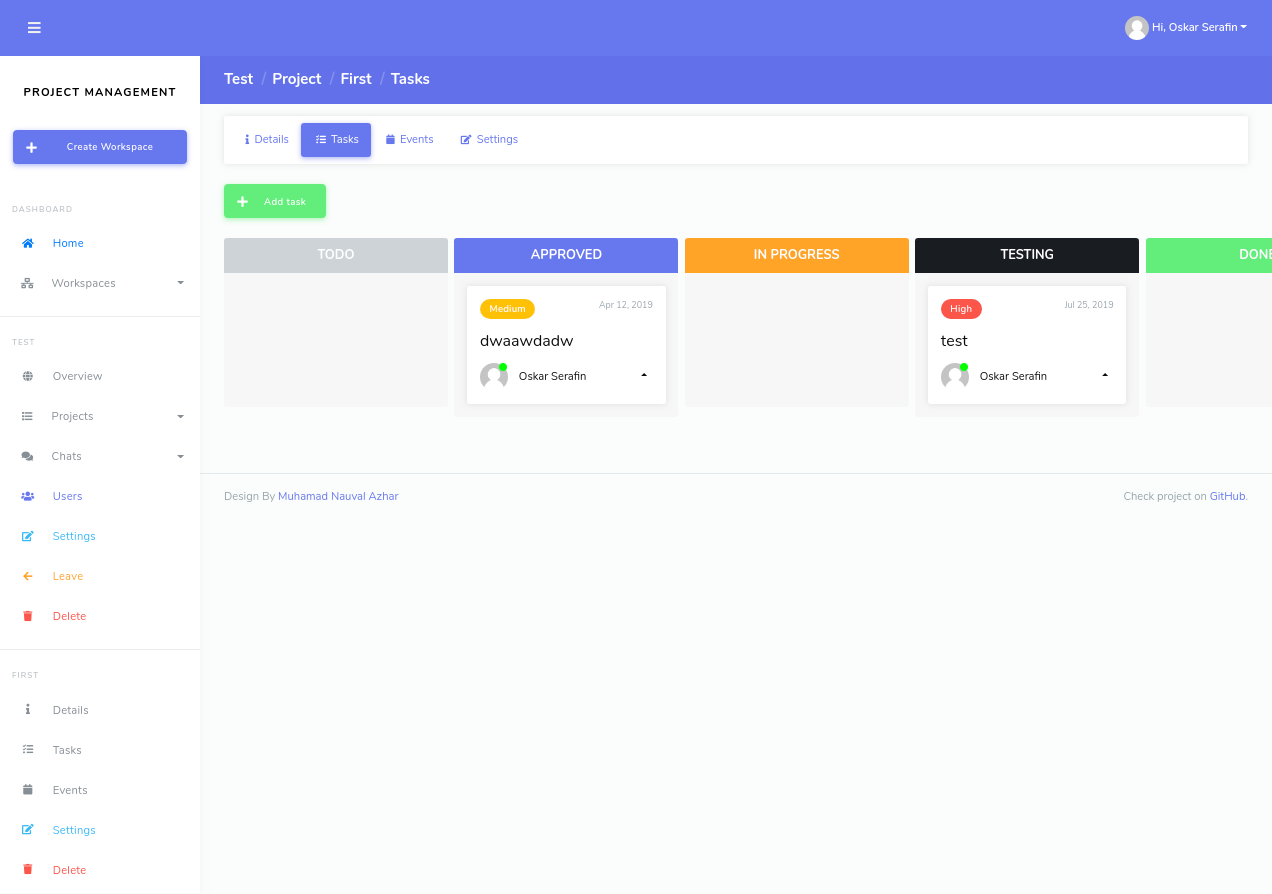 Hi, Oskar Serafin
Test / Project / First / Tasks
PROJECT MANAGEMENT
Create Workspace
DASHBOARD
Home
Workspaces
TEST
Overview
Projects
Chats
Users
Settings
Leave
Delete
FIRST
Details
Tasks
Events
Settings
Delete
Details Tasks Events Settings
Add task
TODO
APPROVED
Medium Apr 12, 2019
dwaawdadw
Oskar Serafin
IN PROGRESS
TESTING
High Jul 25, 2019
test
Oskar Serafin
DONE
Design By Muhamad Nauval Azhar
Check project on GitHub.